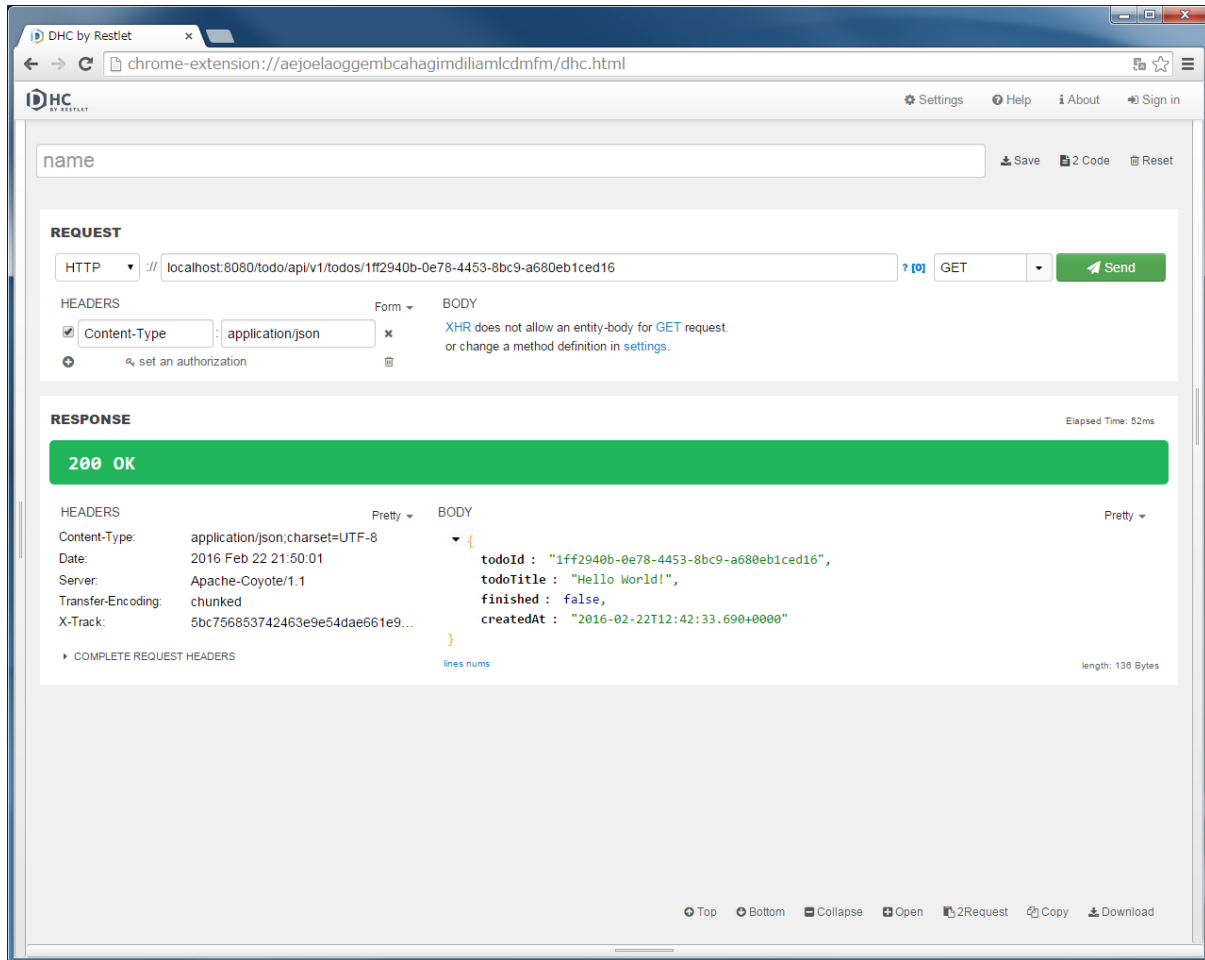 DHC by Restlet
chrome-extension://aejoelaoggembcahagimdiliamlcdmfm/dhc.html
DHC BY RESTLET Settings Help About Sign in
name Save 2 Code Reset
REQUEST
HTTP :// localhost:8080/todo/api/v1/todos/1ff2940b-0e78-4453-8bc9-a680eb1ced16 ? [0] GET Send
HEADERS Form BODY
Content-Type : application/json XHR does not allow an entity-body for GET request.
or change a method definition in settings.
set an authorization
RESPONSE Elapsed Time: 52ms
200 OK
HEADERS Pretty BODY Pretty
Content-Type: application/json;charset=UTF-8 {
Date: 2016 Feb 22 21:50:01 todoId : "1ff2940b-0e78-4453-8bc9-a680eb1ced16",
Server: Apache-Coyote/1.1 todoTitle : "Hello World!",
Transfer-Encoding: chunked finished : false,
X-Track: 5bc756853742463e9e54dae661e9... createdAt : "2016-02-22T12:42:33.690+0000"
}
COMPLETE REQUEST HEADERS lines nums length: 136 Bytes
Top Bottom Collapse Open 2Request Copy Download